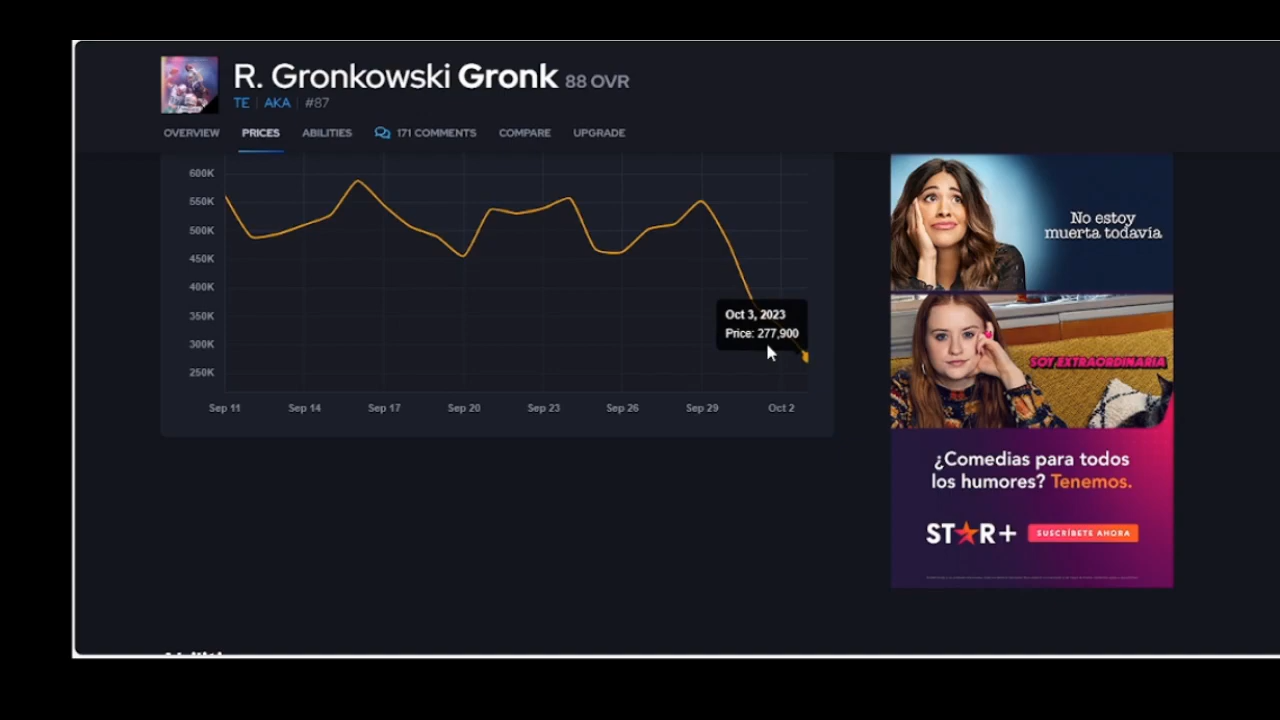 R. Gronkowski Gronk 88 OVR
TE | AKA | #87
OVERVIEW PRICES ABILITIES 171 COMMENTS COMPARE UPGRADE
600K
550K
500K
450K
400K
350K
300K
250K
Oct 3, 2023
Price: 277,900
Sep 11 Sep 14 Sep 17 Sep 20 Sep 23 Sep 26 Sep 29 Oct 2
No estoy
muerta todavía
SOY EXTRAORDINARIA
¿Comedias para todos
los humores? Tenemos.
STAR+ SUSCRÍBETE AHORA